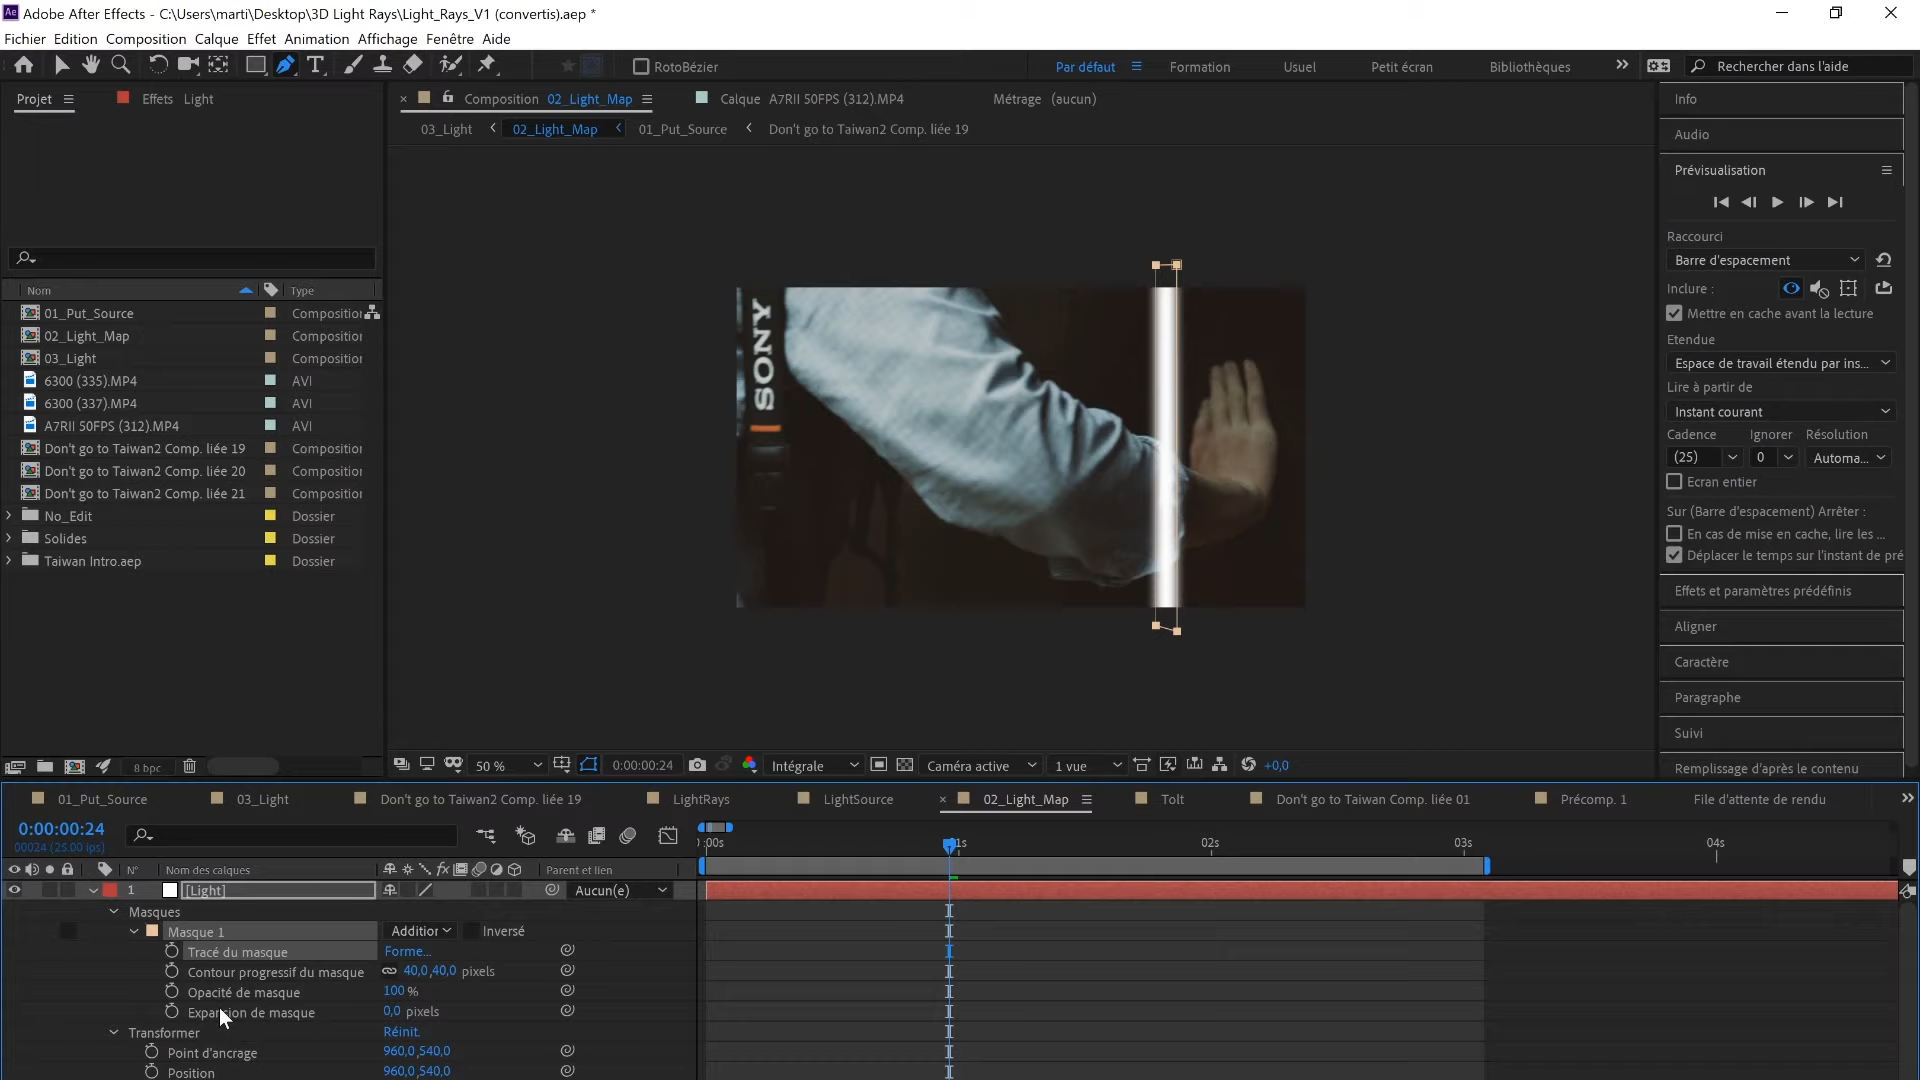 Adobe After Effects - C:\Users\marti\Desktop\3D Light Rays\Light_Rays_V1 (convertis).aep *
Fichier Edition Composition Calque Effet Animation Affichage Fenêtre Aide
RotoBézier
Par défaut Formation Usuel Petit écran Bibliothèques
Rechercher dans l'aide
Projet Effets Light
Composition 02_Light_Map Calque A7RII 50FPS (312).MP4 Métrage (aucun)
03_Light 02_Light_Map 01_Put_Source Don't go to Taiwan2 Comp. liée 19
Nom Type
01_Put_Source Composition
02_Light_Map Composition
03_Light Composition
6300 (335).MP4 AVI
6300 (337).MP4 AVI
A7RII 50FPS (312).MP4 AVI
Don't go to Taiwan2 Comp. liée 19 Composition
Don't go to Taiwan2 Comp. liée 20 Composition
Don't go to Taiwan2 Comp. liée 21 Composition
No_Edit Dossier
Solides Dossier
Taiwan Intro.aep Dossier
8 bpc
SONY
50 % 0:00:00:24 Intégrale Caméra active 1 vue +0,0
Info
Audio
Prévisualisation
Raccourci
Barre d'espacement
Inclure :
Mettre en cache avant la lecture
Etendue
Espace de travail étendu par ins...
Lire à partir de
Instant courant
Cadence Ignorer Résolution
(25) 0 Automa...
Ecran entier
Sur (Barre d'espacement) Arrêter :
En cas de mise en cache, lire les ...
Déplacer le temps sur l'instant de pré
Effets et paramètres prédéfinis
Aligner
Caractère
Paragraphe
Suivi
Remplissage d'après le contenu
01_Put_Source 03_Light Don't go to Taiwan2 Comp. liée 19 LightRays LightSource 02_Light_Map Tolt Don't go to Taiwan Comp. liée 01 Précomp. 1 File d'attente de rendu
0:00:00:24
00024 (25.00 ips)
:00s 1s 02s 03s 04s
N° Nom des calques Parent et lien
1 [Light] Aucun(e)
Masques
Masque 1 Addition Inversé
Tracé du masque Forme...
Contour progressif du masque 40,0,40,0 pixels
Opacité de masque 100 %
Expansion de masque 0,0 pixels
Transformer Réinit.
Point d'ancrage 960,0,540,0
Position 960,0,540,0